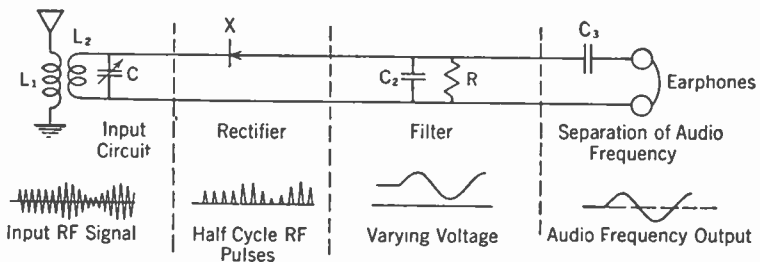 X
L₂
L₁
C
C₂
R
C₃
Earphones
Input
Circuit
Rectifier
Filter
Separation of Audio
Frequency
Input RF Signal
Half Cycle RF
Pulses
Varying Voltage
Audio Frequency Output